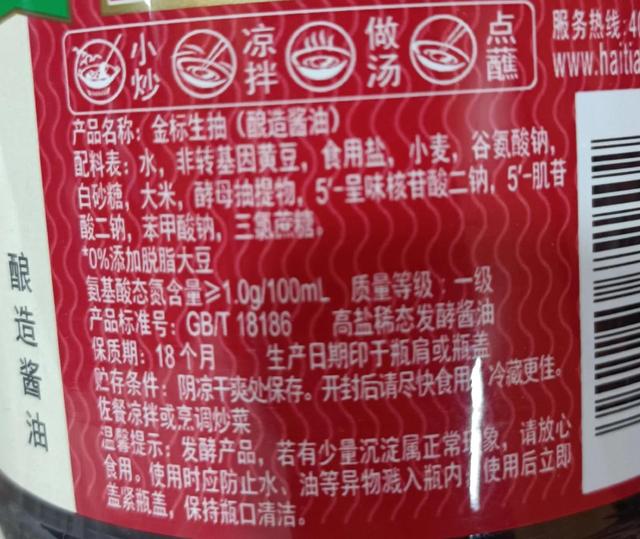 小炒
凉拌
做汤
点蘸
服务热线:4
www.haitia
产品名称：金标生抽（酿造酱油）
配料表：水，非转基因黄豆，食用盐，小麦，谷氨酸钠，
白砂糖，大米，酵母抽提物，5′-呈味核苷酸二钠，5′-肌苷
酸二钠，苯甲酸钠，三氯蔗糖。
*0%添加脱脂大豆
氨基酸态氮含量≥1.0g/100mL 质量等级：一级
产品标准号：GB/T 18186 高盐稀态发酵酱油
保质期：18个月 生产日期印于瓶肩或瓶盖
贮存条件：阴凉干爽处保存。开封后请尽快食用，冷藏更佳。
佐餐凉拌或烹调炒菜
温馨提示：发酵产品，若有少量沉淀属正常现象，请放心
食用。使用时应防止水、油等异物溅入瓶内，使用后立即
盖紧瓶盖，保持瓶口清洁。
酿造酱油